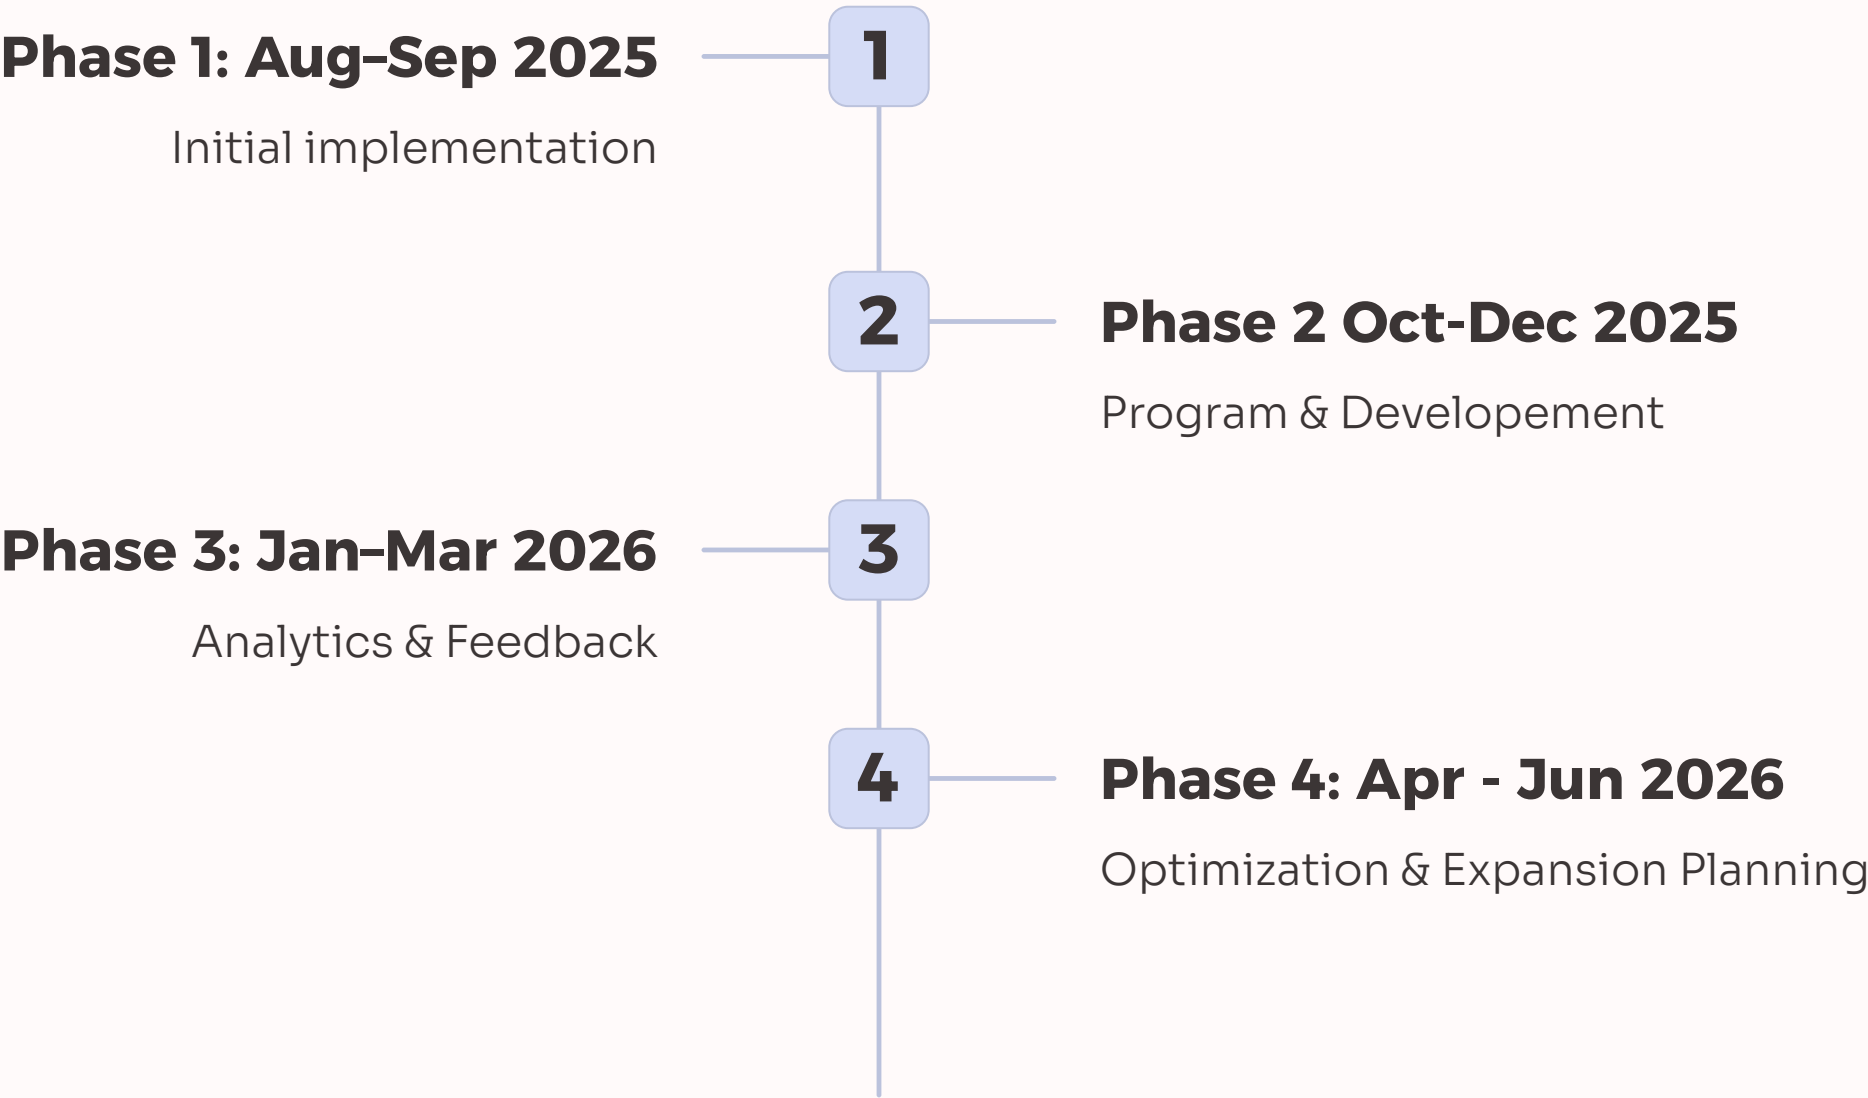 Phase 1: Aug–Sep 2025
1
Initial implementation
2
Phase 2 Oct-Dec 2025
Program & Developement
Phase 3: Jan–Mar 2026
3
Analytics & Feedback
4
Phase 4: Apr - Jun 2026
Optimization & Expansion Planning